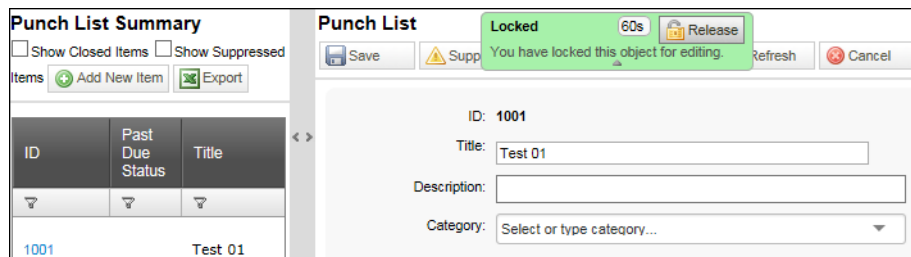 Punch List Summary
Show Closed Items Show Suppressed
Items Add New Item Export
ID Past Due Status Title
1001 Test 01
Punch List
Locked 60s Release
You have locked this object for editing.
Save Supp Refresh Cancel
ID: 1001
Title: Test 01
Description:
Category: Select or type category...